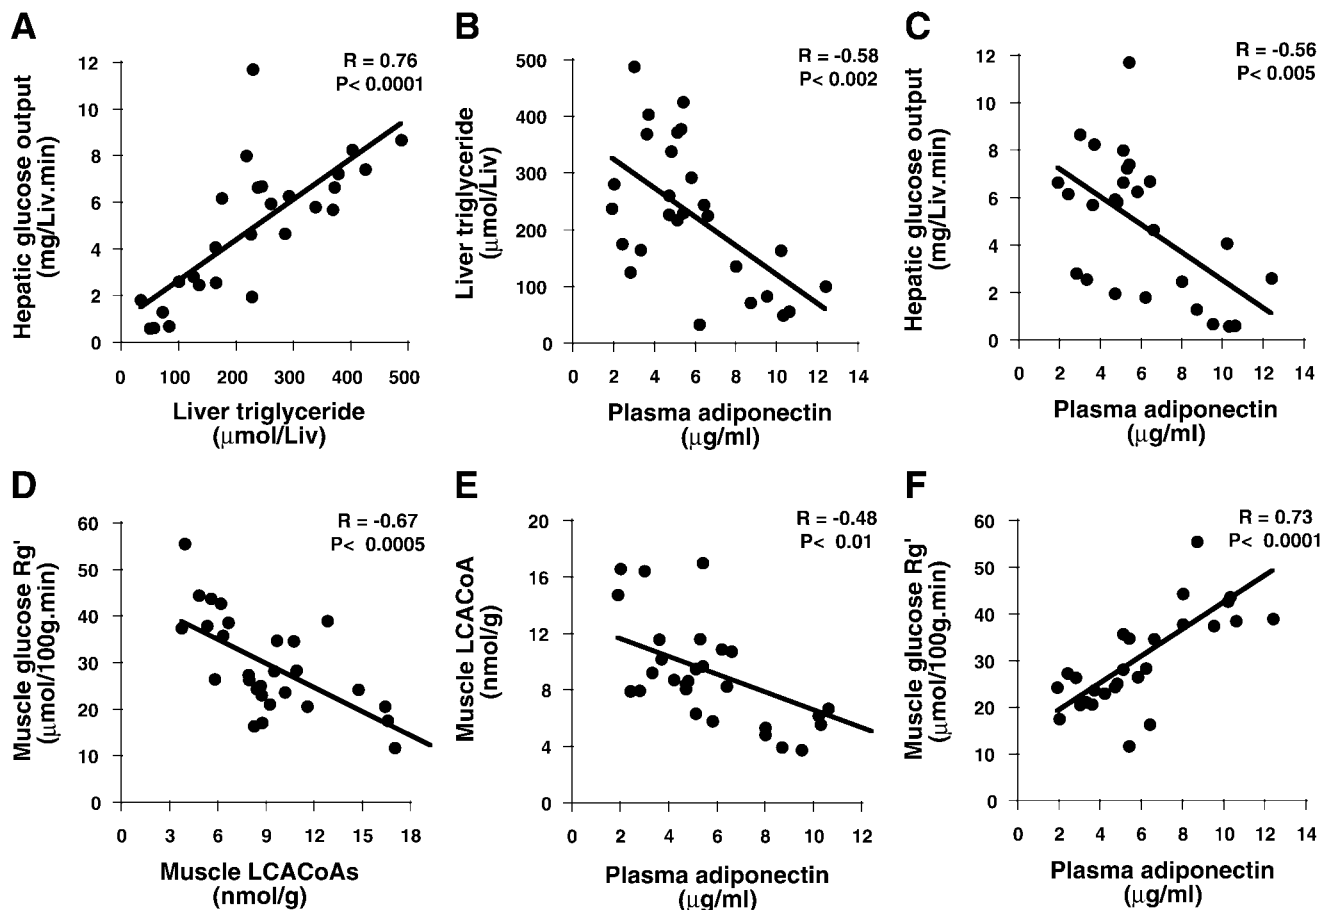 A
R = 0.76
P< 0.0001
Hepatic glucose output
(mg/Liv.min)
12
10
8
6
4
2
0
0 100 200 300 400 500
Liver triglyceride
(μmol/Liv)
B
R = -0.58
P< 0.002
Liver triglyceride
(μmol/Liv)
500
400
300
200
100
0
0 2 4 6 8 10 12 14
Plasma adiponectin
(μg/ml)
C
R = -0.56
P< 0.005
Hepatic glucose output
(mg/Liv.min)
12
10
8
6
4
2
0
0 2 4 6 8 10 12 14
Plasma adiponectin
(μg/ml)
D
R = -0.67
P< 0.0005
Muscle glucose Rg'
(μmol/100g.min)
60
50
40
30
20
10
0
0 3 6 9 12 15 18
Muscle LCACoAs
(nmol/g)
E
R = -0.48
P< 0.01
Muscle LCACoA
(nmol/g)
20
16
12
8
4
0
0 2 4 6 8 10 12
Plasma adiponectin
(μg/ml)
F
R = 0.73
P< 0.0001
Muscle glucose Rg'
(μmol/100g.min)
60
50
40
30
20
10
0
0 2 4 6 8 10 12 14
Plasma adiponectin
(μg/ml)